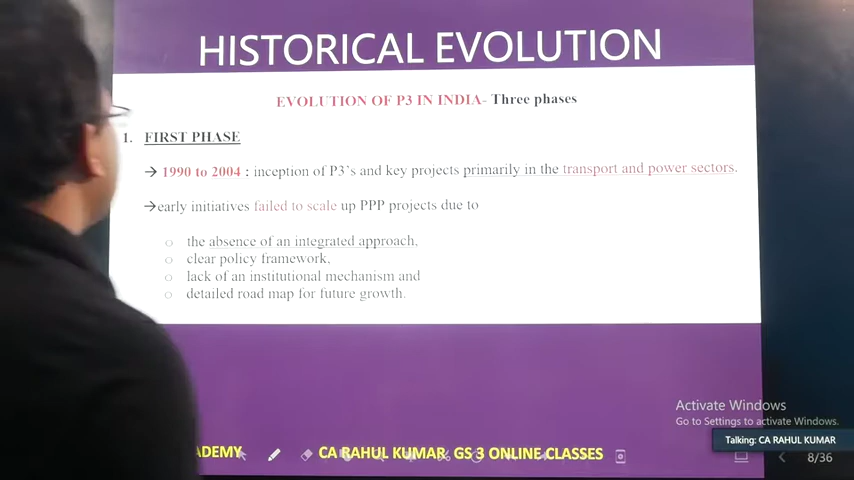 HISTORICAL EVOLUTION
EVOLUTION OF P3 IN INDIA- Three phases
1. FIRST PHASE
→ 1990 to 2004 : inception of P3's and key projects primarily in the transport and power sectors.
→early initiatives failed to scale up PPP projects due to
o the absence of an integrated approach,
o clear policy framework,
o lack of an institutional mechanism and
o detailed road map for future growth.
Activate Windows
Go to Settings to activate Windows.
Talking: CA RAHUL KUMAR
ADEMY CA RAHUL KUMAR GS 3 ONLINE CLASSES
8/36